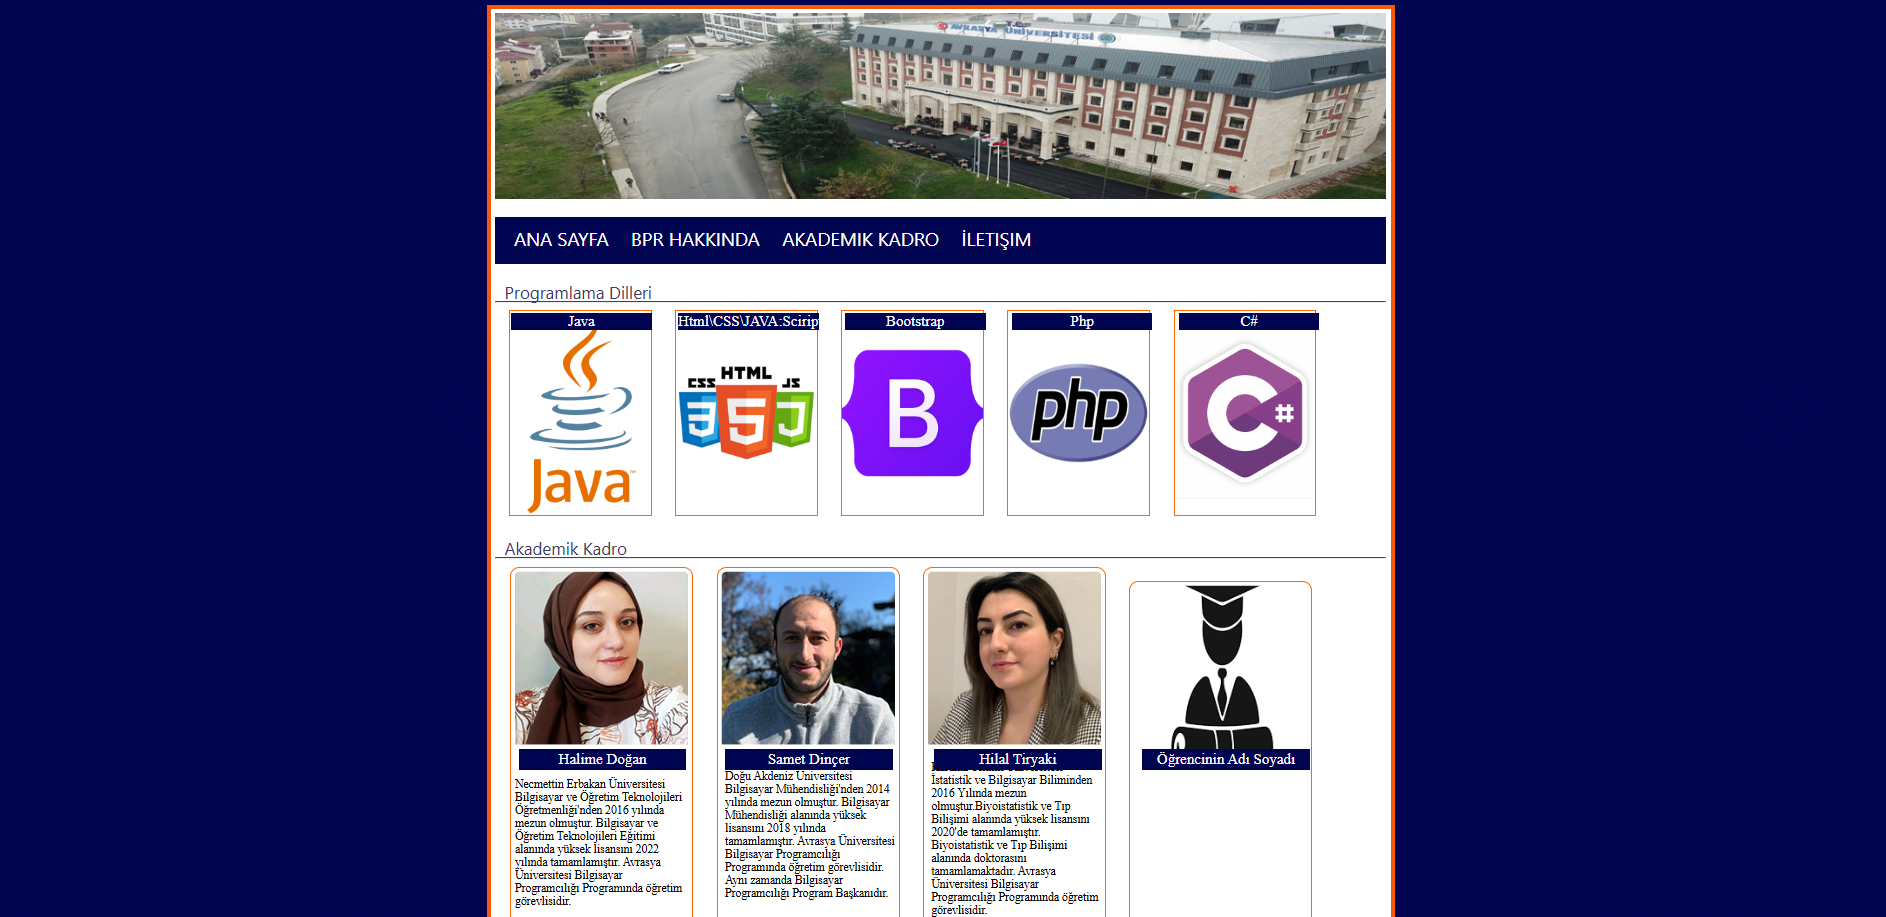 T.C.
AVRASYA ÜNİVERSİTESİ
ANA SAYFA BPR HAKKINDA AKADEMIK KADRO İLETIŞIM
Programlama Dilleri
Java Html\CSS\JAVA:Scirip Bootstrap Php C#
CSS HTML JS
B
php
C#
Java
Akademik Kadro
Halime Doğan
Necmettin Erbakan Üniversitesi
Bilgisayar ve Öğretim Teknolojileri
Öğretmenliği'nden 2016 yılında
mezun olmuştur. Bilgisayar ve
Öğretim Teknolojileri Eğitimi
alanında yüksek lisansını 2022
yılında tamamlamıştır. Avrasya
Üniversitesi Bilgisayar
Programcılığı Programında öğretim
görevlisidir.
Samet Dinçer
Doğu Akdeniz Üniversitesi
Bilgisayar Mühendisliği'nden 2014
yılında mezun olmuştur. Bilgisayar
Mühendisliği alanında yüksek
lisansını 2018 yılında
tamamlamıştır. Avrasya Üniversitesi
Bilgisayar Programcılığı
Programında öğretim görevlisidir.
Aynı zamanda Bilgisayar
Programcılığı Program Başkanıdır.
Hilal Tiryaki
İstatistik ve Bilgisayar Biliminden
2016 Yılında mezun
olmuştur.Biyoistatistik ve Tıp
Bilişimi alanında yüksek lisansını
2020'de tamamlamıştır.
Biyoistatistik ve Tıp Bilişimi
alanında doktorasını
tamamlamaktadır. Avrasya
Üniversitesi Bilgisayar
Programcılığı Programında öğretim
görevlisidir.
Öğrencinin Adı Soyadı